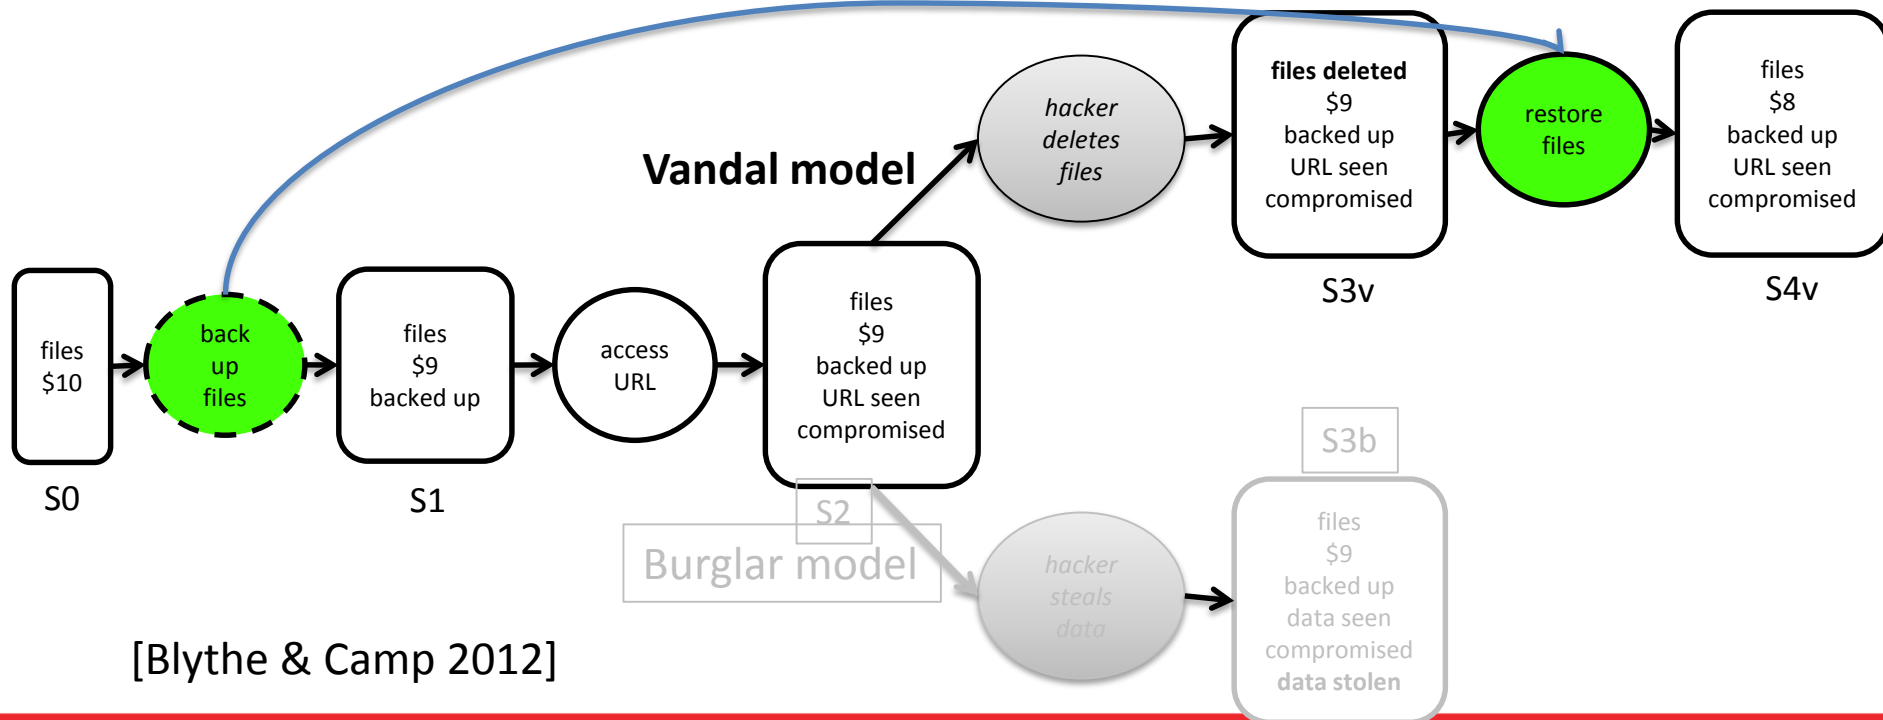 files
$10
S0
back
up
files
files
$9
backed up
S1
access
URL
files
$9
backed up
URL seen
compromised
S2
Vandal model
hacker
deletes
files
files deleted
$9
backed up
URL seen
compromised
S3v
restore
files
files
$8
backed up
URL seen
compromised
S4v
Burglar model
hacker
steals
data
S3b
files
$9
backed up
data seen
compromised
data stolen
[Blythe & Camp 2012]